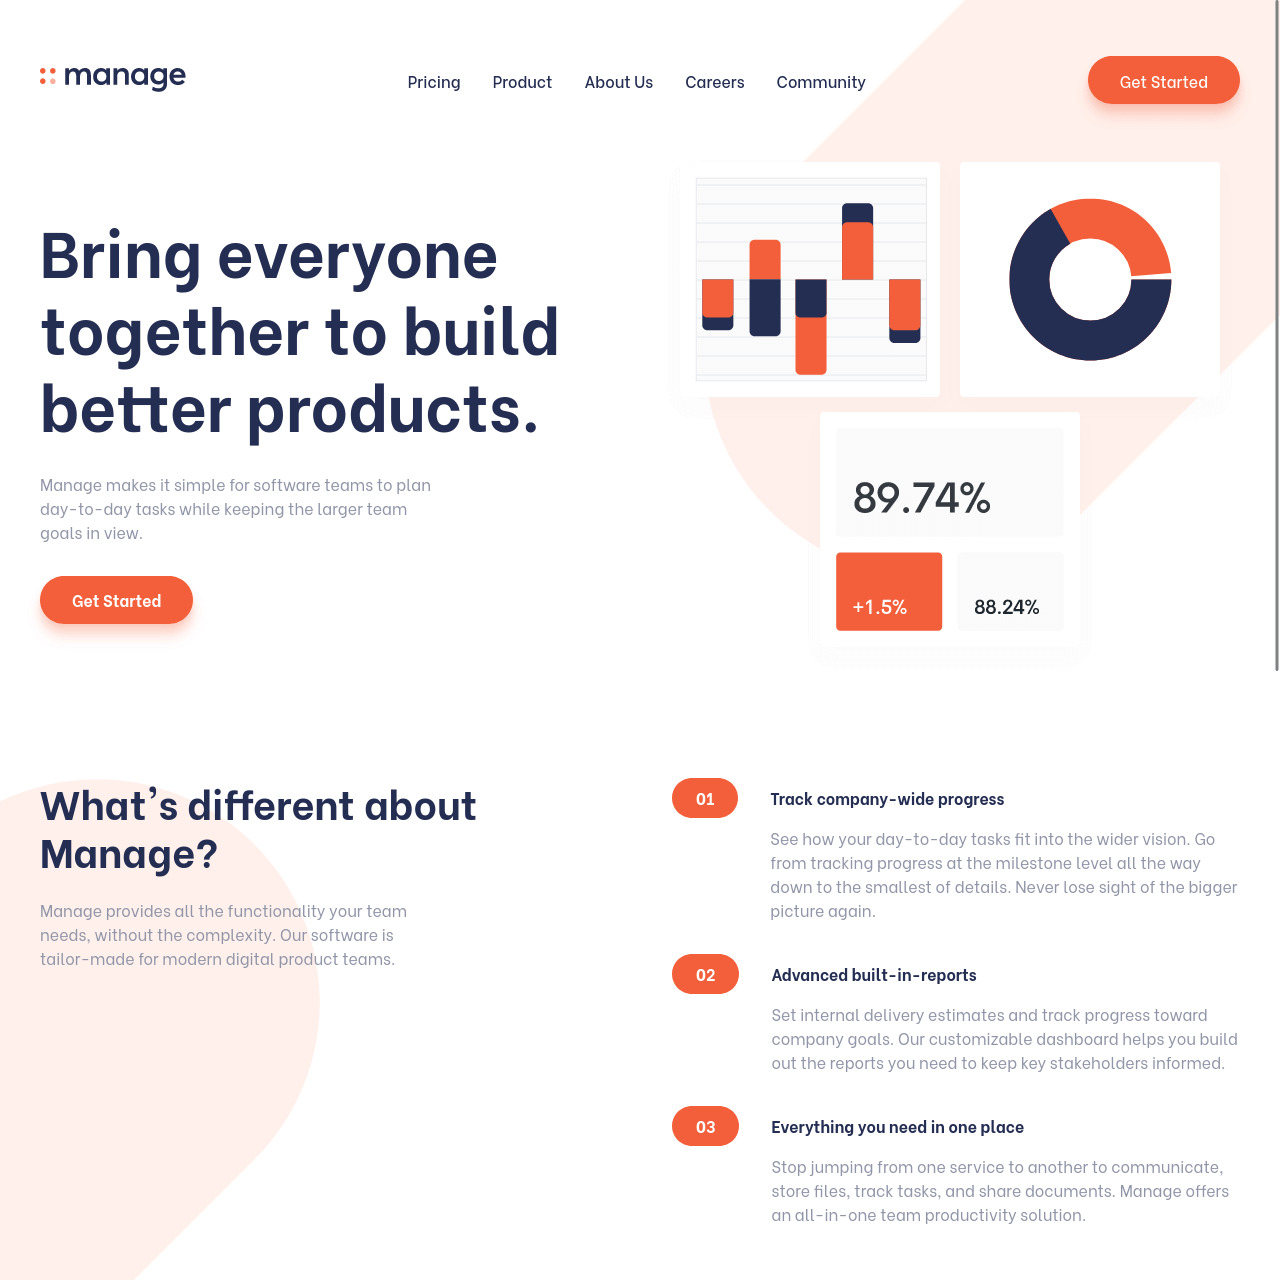 manage
Pricing Product About Us Careers Community
Get Started
Bring everyone
together to build
better products.
Manage makes it simple for software teams to plan
day-to-day tasks while keeping the larger team
goals in view.
Get Started
89.74%
+1.5%
88.24%
What's different about
Manage?
Manage provides all the functionality your team
needs, without the complexity. Our software is
tailor-made for modern digital product teams.
01
Track company-wide progress
See how your day-to-day tasks fit into the wider vision. Go
from tracking progress at the milestone level all the way
down to the smallest of details. Never lose sight of the bigger
picture again.
02
Advanced built-in-reports
Set internal delivery estimates and track progress toward
company goals. Our customizable dashboard helps you build
out the reports you need to keep key stakeholders informed.
03
Everything you need in one place
Stop jumping from one service to another to communicate,
store files, track tasks, and share documents. Manage offers
an all-in-one team productivity solution.